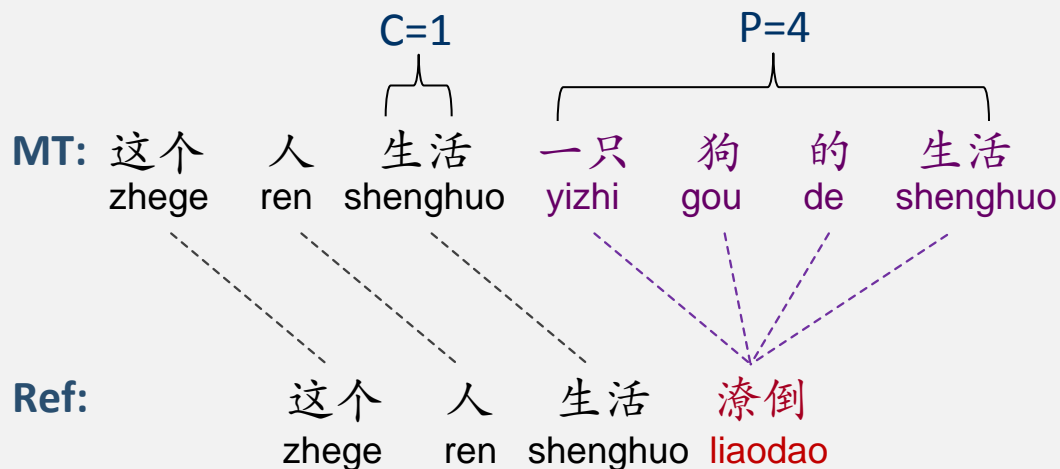 C=1 P=4
MT: 这个 人 生活 一只 狗 的 生活
zhege ren shenghuo yizhi gou de shenghuo
Ref: 这个 人 生活 潦倒
zhege ren shenghuo liaodao